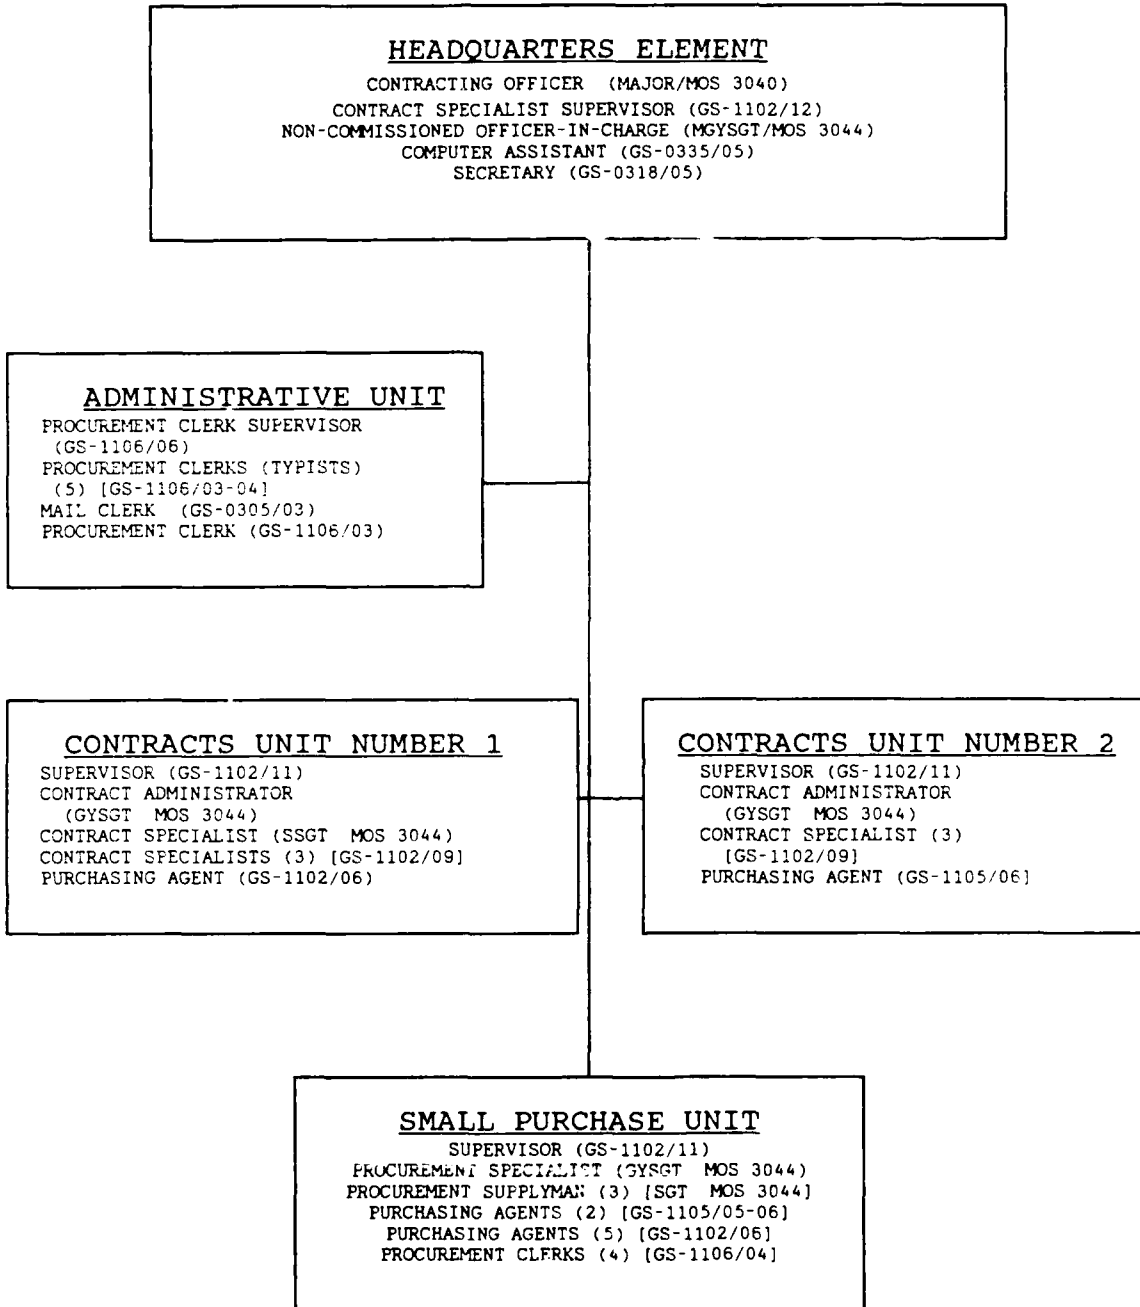 HEADQUARTERS ELEMENT
CONTRACTING OFFICER (MAJOR/MOS 3040)
CONTRACT SPECIALIST SUPERVISOR (GS-1102/12)
NON-COMMISSIONED OFFICER-IN-CHARGE (MGYSGT/MOS 3044)
COMPUTER ASSISTANT (GS-0335/05)
SECRETARY (GS-0318/05)
ADMINISTRATIVE UNIT
PROCUREMENT CLERK SUPERVISOR
(GS-1106/06)
PROCUREMENT CLERKS (TYPISTS)
(5) [GS-1106/03-04]
MAIL CLERK (GS-0305/03)
PROCUREMENT CLERK (GS-1106/03)
CONTRACTS UNIT NUMBER 1
SUPERVISOR (GS-1102/11)
CONTRACT ADMINISTRATOR
(GYSGT MOS 3044)
CONTRACT SPECIALIST (SSGT MOS 3044)
CONTRACT SPECIALISTS (3) [GS-1102/09]
PURCHASING AGENT (GS-1102/06)
CONTRACTS UNIT NUMBER 2
SUPERVISOR (GS-1102/11)
CONTRACT ADMINISTRATOR
(GYSGT MOS 3044)
CONTRACT SPECIALIST (3)
[GS-1102/09]
PURCHASING AGENT (GS-1105/06]
SMALL PURCHASE UNIT
SUPERVISOR (GS-1102/11)
PROCUREMENT SPECIALIST (GYSGT MOS 3044)
PROCUREMENT SUPPLYMAN (3) [SGT MOS 3044]
PURCHASING AGENTS (2) [GS-1105/05-06]
PURCHASING AGENTS (5) [GS-1102/06]
PROCUREMENT CLERKS (4) [GS-1106/04]